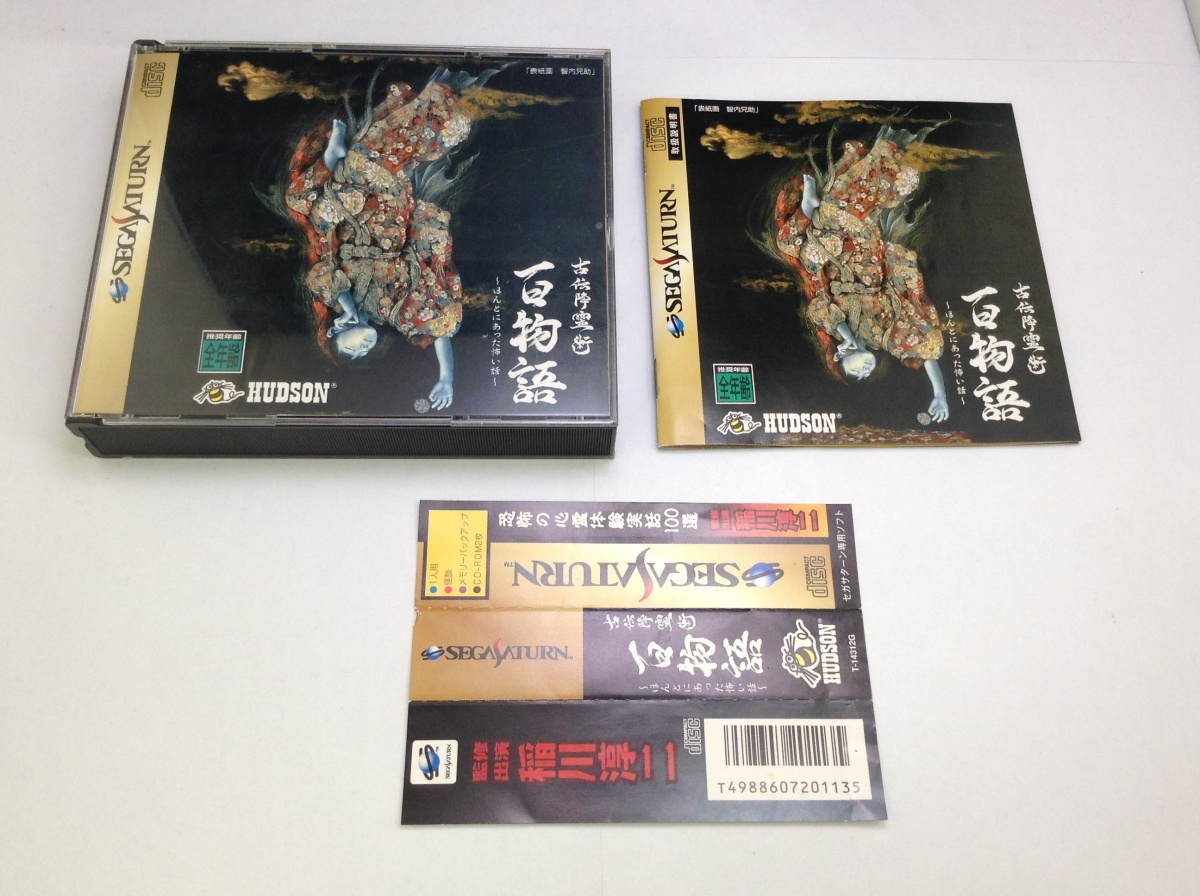 COMPACT disc
SEGA SATURN
「表紙画 智内兄助」
古伝降霊術
百物語
～ほんとにあった怖い話～
推奨年齢
全年齢
HUDSON®
COMPACT disc
取扱説明書
SEGA SATURN™
「表紙画 智内兄助」
古伝降霊術
百物語
～ほんとにあった怖い話～
推奨年齢
全年齢
HUDSON®
恐怖の心霊体験実話100選
稲川淳二
●1人用
●怪談
●メモリーバックアップ
●CD-ROM2枚
SEGA SATURN™
COMPACT disc
セガサターン専用ソフト
SEGA SATURN™
古伝降霊術
百物語
～ほんとにあった怖い話～
HUDSON®
T-14312G
SEGA SATURN
監修
出演
稲川淳二
COMPACT disc
T4988607201135